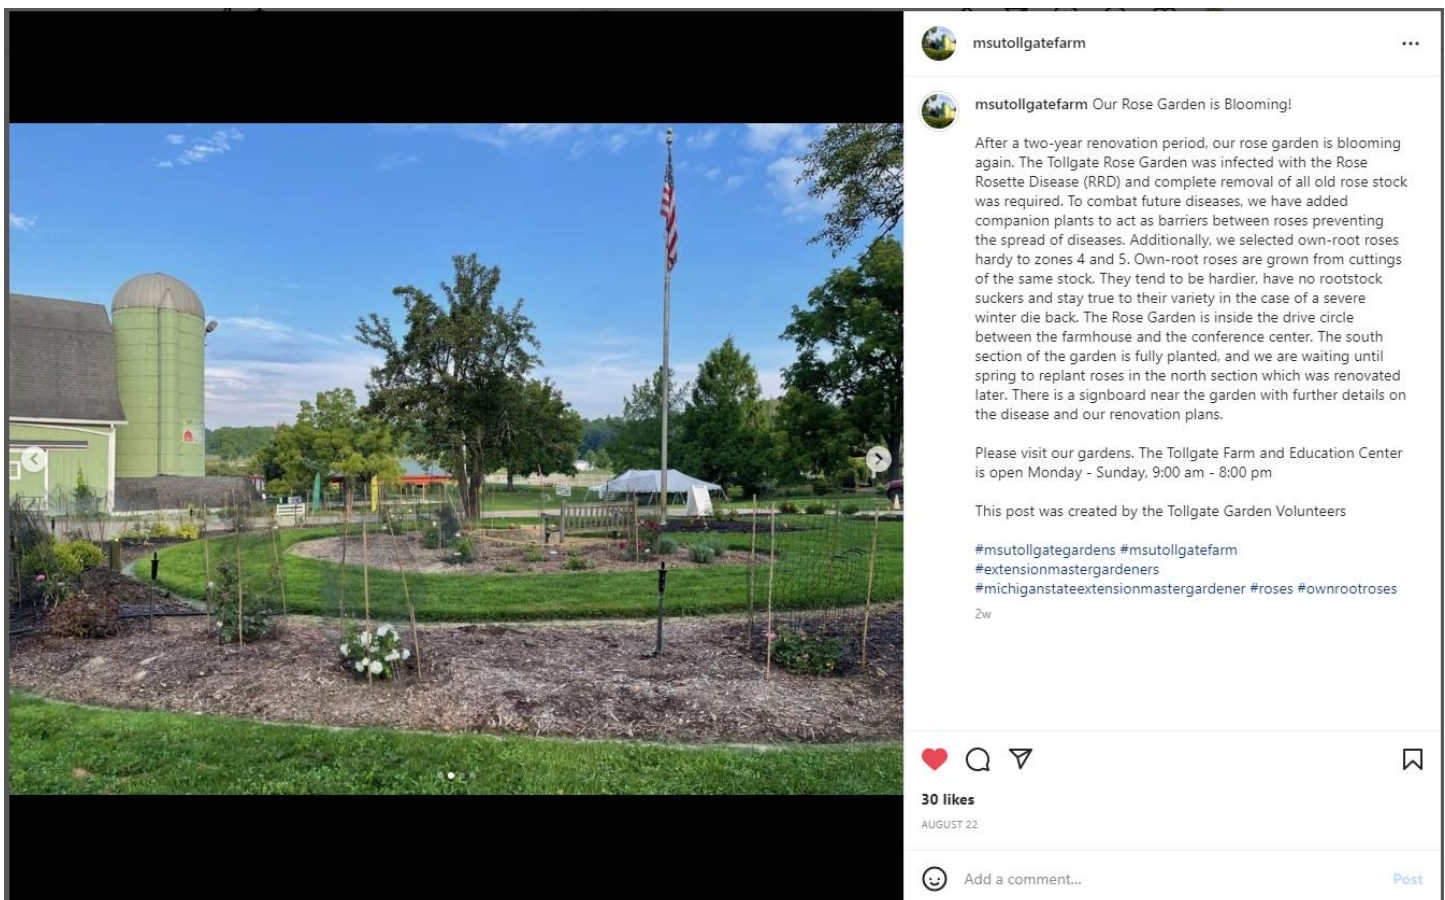 msutollgatefarm
msutollgatefarm Our Rose Garden is Blooming!
After a two-year renovation period, our rose garden is blooming
again. The Tollgate Rose Garden was infected with the Rose
Rosette Disease (RRD) and complete removal of all old rose stock
was required. To combat future diseases, we have added
companion plants to act as barriers between roses preventing
the spread of diseases. Additionally, we selected own-root roses
hardy to zones 4 and 5. Own-root roses are grown from cuttings
of the same stock. They tend to be hardier, have no rootstock
suckers and stay true to their variety in the case of a severe
winter die back. The Rose Garden is inside the drive circle
between the farmhouse and the conference center. The south
section of the garden is fully planted, and we are waiting until
spring to replant roses in the north section which was renovated
later. There is a signboard near the garden with further details on
the disease and our renovation plans.
Please visit our gardens. The Tollgate Farm and Education Center
is open Monday - Sunday, 9:00 am - 8:00 pm
This post was created by the Tollgate Garden Volunteers
#msutollgategardens #msutollgatefarm
#extensionmastergardeners
#michiganstateextensionmastergardener #roses #ownrootroses
2w
30 likes
AUGUST 22
Add a comment...
Post